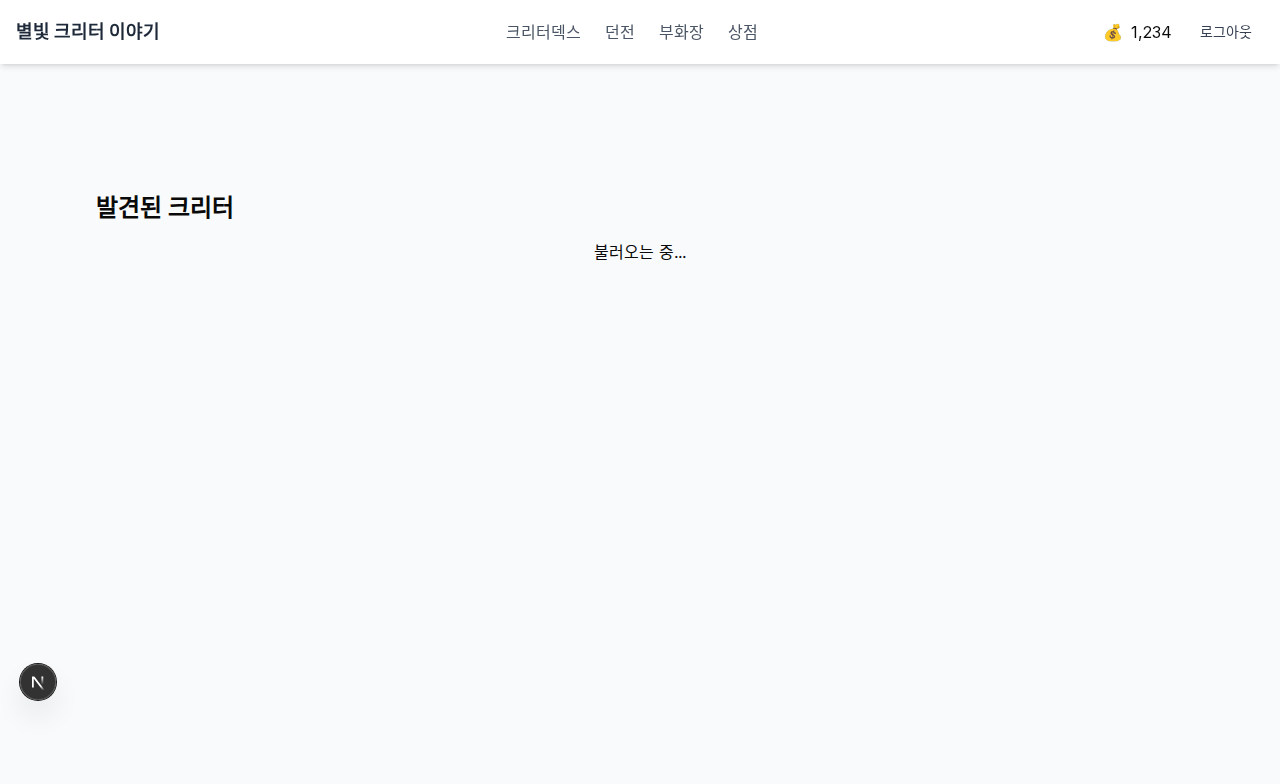 별빛 크리터 이야기
크리터덱스 던전 부화장 상점
💰 1,234 로그아웃
발견된 크리터
불러오는 중...
N